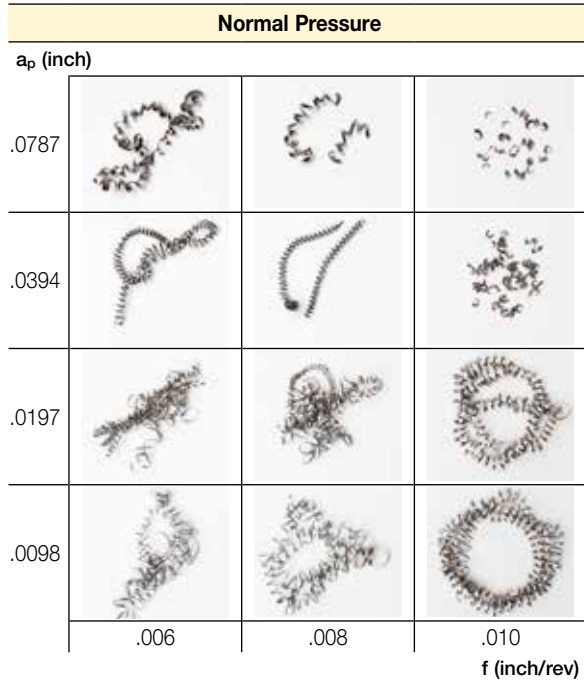 Normal Pressure
aₚ (inch)
.0787
.0394
.0197
.0098
.006 .008 .010
f (inch/rev)